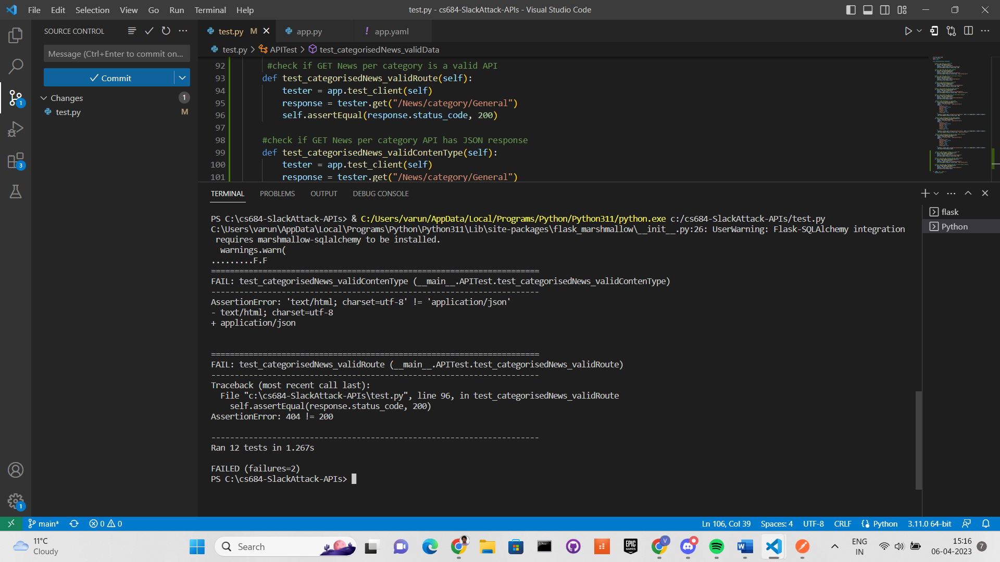 File Edit Selection View Go Run Terminal Help
test.py - cs684-SlackAttack-APIs - Visual Studio Code
SOURCE CONTROL
Message (Ctrl+Enter to commit on...
Commit
Changes 1
test.py M
1
3
1
test.py M
app.py
! app.yaml
test.py > APITest > test_categorisedNews_validData
92 #check if GET News per category is a valid API
93 def test_categorisedNews_validRoute(self):
94 tester = app.test_client(self)
95 response = tester.get("/News/category/General")
96 self.assertEqual(response.status_code, 200)
97
98 #check if GET News per category API has JSON response
99 def test_categorisedNews_validContenType(self):
100 tester = app.test_client(self)
101 response = tester.get("/News/category/General")
TERMINAL PROBLEMS OUTPUT DEBUG CONSOLE
flask
Python
PS C:\cs684-SlackAttack-APIs> & C:/Users/varun/AppData/Local/Programs/Python/Python311/python.exe c:/cs684-SlackAttack-APIs/test.py
C:\Users\varun\AppData\Local\Programs\Python\Python311\Lib\site-packages\flask_marshmallow\__init__.py:26: UserWarning: Flask-SQLAlchemy integration
requires marshmallow-sqlalchemy to be installed.
warnings.warn(
.........F.F
======================================================================
FAIL: test_categorisedNews_validContenType (__main__.APITest.test_categorisedNews_validContenType)
----------------------------------------------------------------------
AssertionError: 'text/html; charset=utf-8' != 'application/json'
- text/html; charset=utf-8
+ application/json
======================================================================
FAIL: test_categorisedNews_validRoute (__main__.APITest.test_categorisedNews_validRoute)
----------------------------------------------------------------------
Traceback (most recent call last):
File "c:\cs684-SlackAttack-APIs\test.py", line 96, in test_categorisedNews_validRoute
self.assertEqual(response.status_code, 200)
AssertionError: 404 != 200
----------------------------------------------------------------------
Ran 12 tests in 1.267s
FAILED (failures=2)
PS C:\cs684-SlackAttack-APIs>
main* 0 0
Ln 106, Col 39 Spaces: 4 UTF-8 CRLF Python 3.11.0 64-bit
11°C
Cloudy
Search
EPIC
GAMES
V
W
ENG
IN
15:16
06-04-2023
7